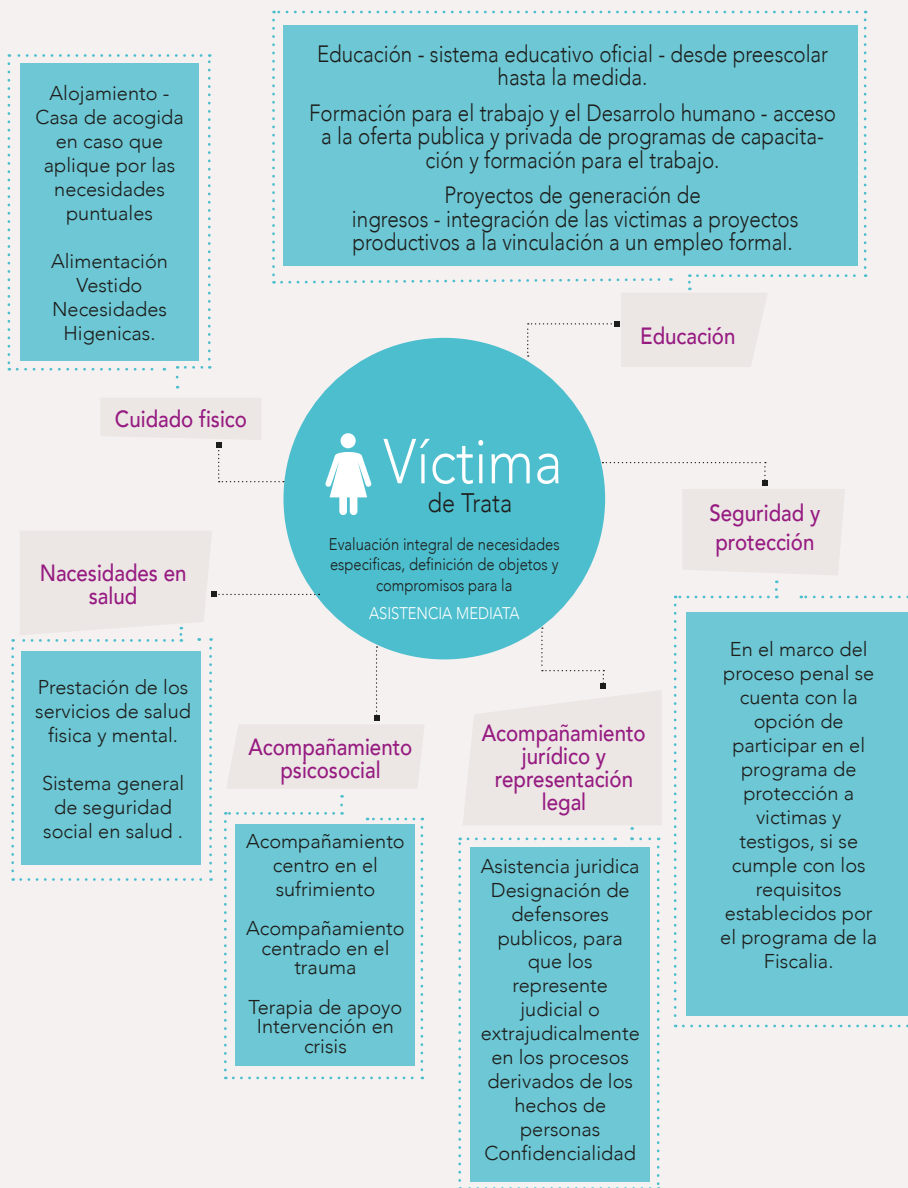 Educación - sistema educativo oficial - desde preescolar
hasta la medida.
Formación para el trabajo y el Desarrolo humano - acceso
a la oferta publica y privada de programas de capacita-
ción y formación para el trabajo.
Proyectos de generación de
ingresos - integración de las victimas a proyectos
productivos a la vinculación a un empleo formal.
Educación
Alojamiento -
Casa de acogida
en caso que
aplique por las
necesidades
puntuales
Alimentación
Vestido
Necesidades
Higenicas.
Cuidado fisico
Víctima
de Trata
Evaluación integral de necesidades
especificas, definición de objetos y
compromisos para la
ASISTENCIA MEDIATA
Seguridad y
protección
En el marco del
proceso penal se
cuenta con la
opción de
participar en el
programa de
protección a
victimas y
testigos, si se
cumple con los
requisitos
establecidos por
el programa de la
Fiscalia.
Nacesidades en
salud
Prestación de los
servicios de salud
fisica y mental.
Sistema general
de seguridad
social en salud .
Acompañamiento
psicosocial
Acompañamiento
centro en el
sufrimiento
Acompañamiento
centrado en el
trauma
Terapia de apoyo
Intervención en
crisis
Acompañamiento
jurídico y
representación
legal
Asistencia juridica
Designación de
defensores
publicos, para
que los
represente
judicial o
extrajudicalmente
en los procesos
derivados de los
hechos de
personas
Confidencialidad